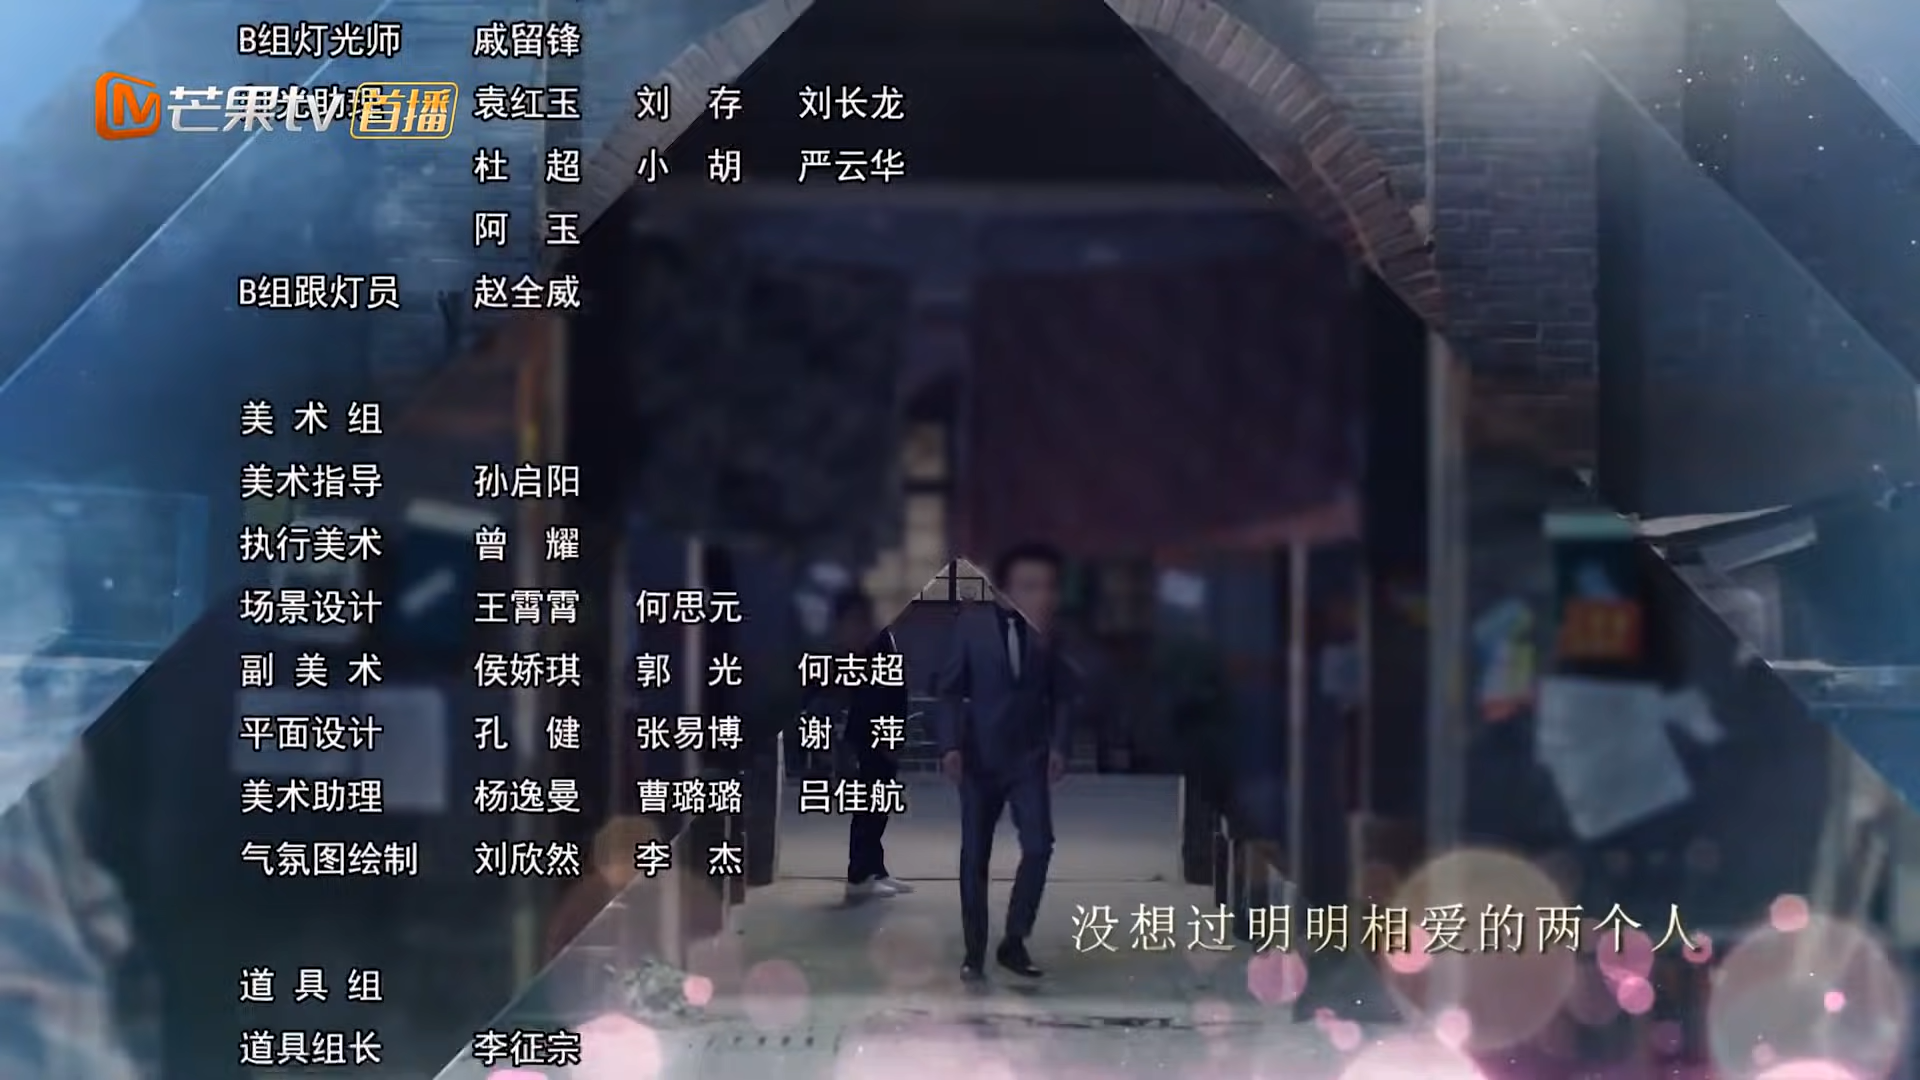 B组灯光师 戚留锋
芒果tv 首播
袁红玉 刘 存 刘长龙
杜 超 小 胡 严云华
阿 玉
B组跟灯员 赵全威
美 术 组
美术指导 孙启阳
执行美术 曾 耀
场景设计 王霄霄 何思元
副 美 术 侯娇琪 郭 光 何志超
平面设计 孔 健 张易博 谢 萍
美术助理 杨逸曼 曹璐璐 吕佳航
气氛图绘制 刘欣然 李 杰
没想过明明相爱的两个人
道 具 组
道具组长 李征宗